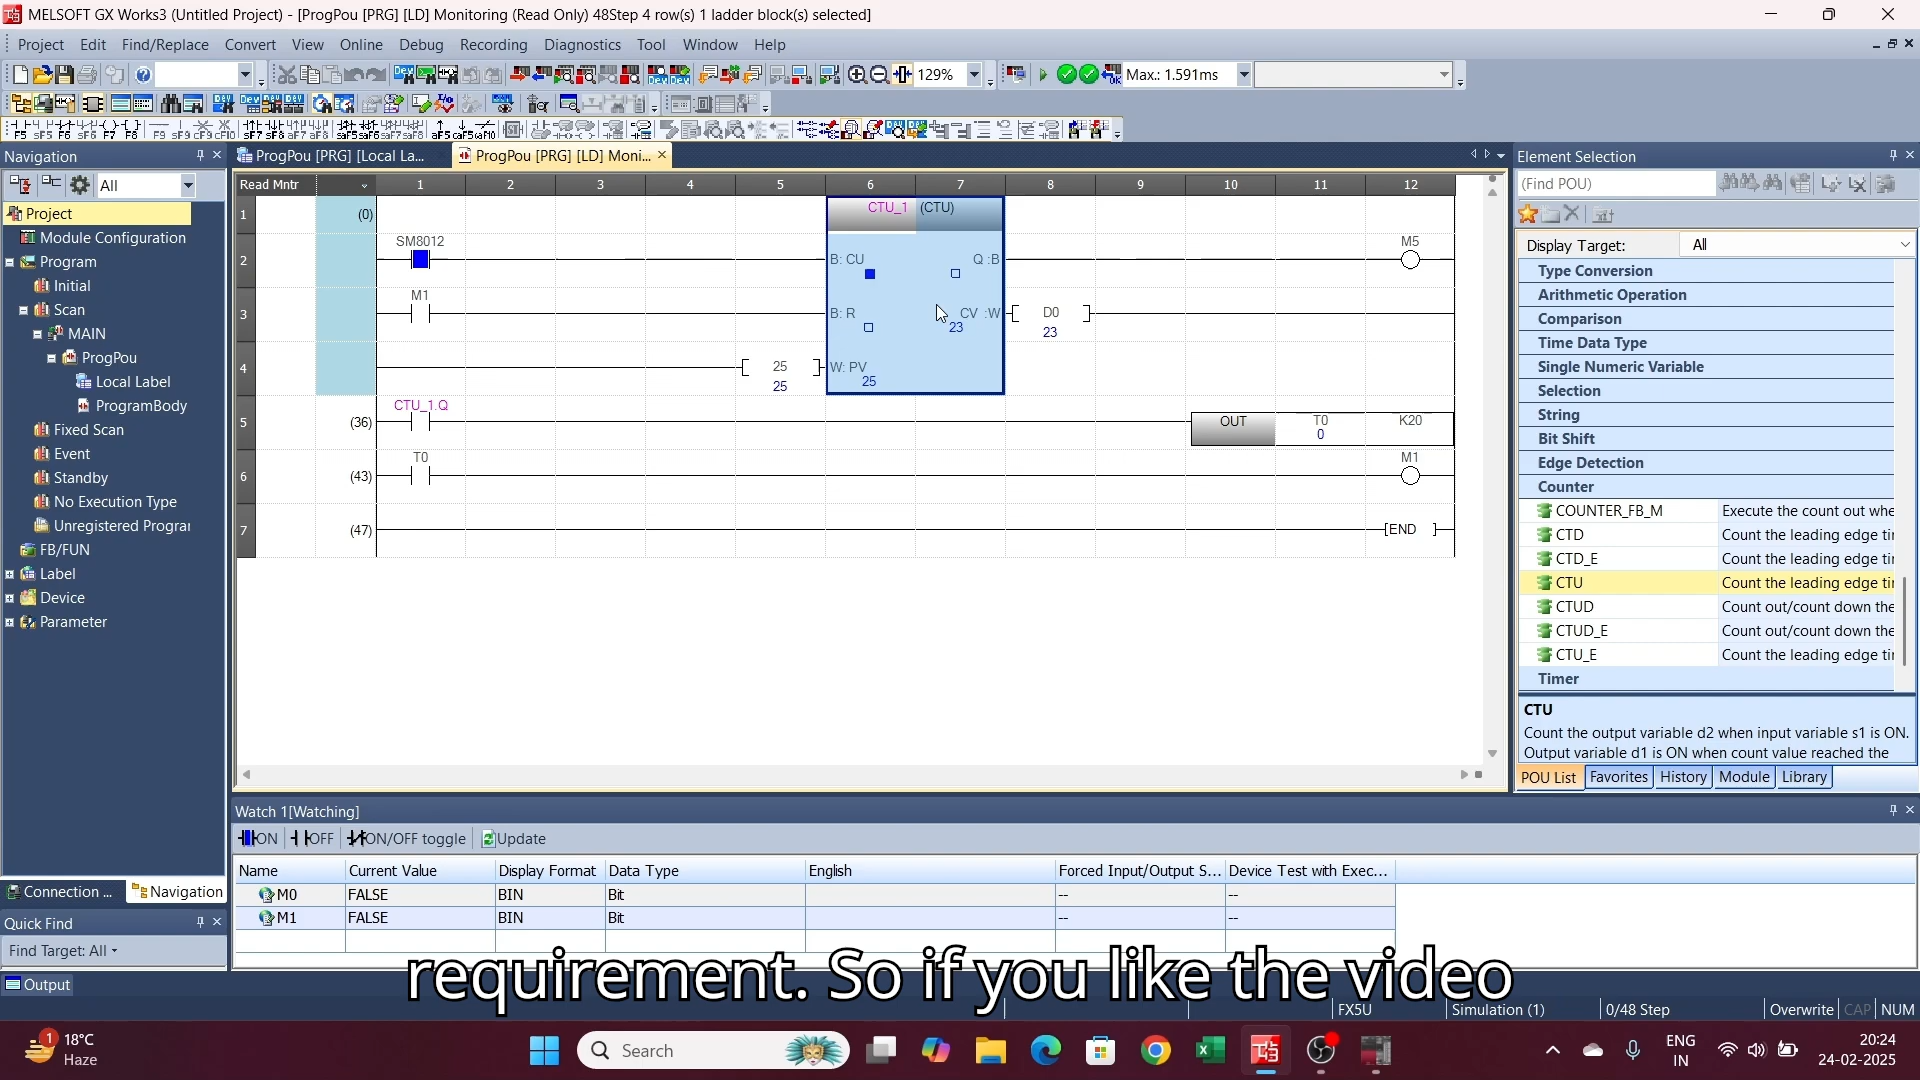 MELSOFT GX Works3 (Untitled Project) - [ProgPou [PRG] [LD] Monitoring (Read Only) 48Step 4 row(s) 1 ladder block(s) selected]
Project Edit Find/Replace Convert View Online Debug Recording Diagnostics Tool Window Help
129% Max.: 1.591ms
Navigation
All
Project
Module Configuration
Program
Initial
Scan
MAIN
ProgPou
Local Label
ProgramBody
Fixed Scan
Event
Standby
No Execution Type
Unregistered Prograr
FB/FUN
Label
Device
Parameter
Connection ... Navigation
Quick Find
Find Target: All
Output
ProgPou [PRG] [Local La... ProgPou [PRG] [LD] Moni...
Read Mntr 1 2 3 4 5 6 7 8 9 10 11 12
1 (0) CTU_1 (CTU)
SM8012 M5
2 B: CU Q :B
M1
3 B: R CV :W D0
23 23
4 25 W: PV
25 25
CTU_1.Q
5 (36) OUT T0 K20
0
T0 M1
6 (43)
7 (47) [END ]
Element Selection
(Find POU)
Display Target: All
Type Conversion
Arithmetic Operation
Comparison
Time Data Type
Single Numeric Variable
Selection
String
Bit Shift
Edge Detection
Counter
COUNTER_FB_M Execute the count out whe
CTD Count the leading edge tir
CTD_E Count the leading edge tir
CTU Count the leading edge tir
CTUD Count out/count down the
CTUD_E Count out/count down the
CTU_E Count the leading edge tir
Timer
CTU
Count the output variable d2 when input variable s1 is ON.
Output variable d1 is ON when count value reached the
POU List Favorites History Module Library
Watch 1[Watching]
ON OFF ON/OFF toggle Update
Name Current Value Display Format Data Type English Forced Input/Output S... Device Test with Exec...
M0 FALSE BIN Bit -- --
M1 FALSE BIN Bit -- --
requirement. So if you like the video
FX5U Simulation (1) 0/48 Step Overwrite CAP NUM
1 18°C
Haze
Search
ENG
IN
20:24
24-02-2025